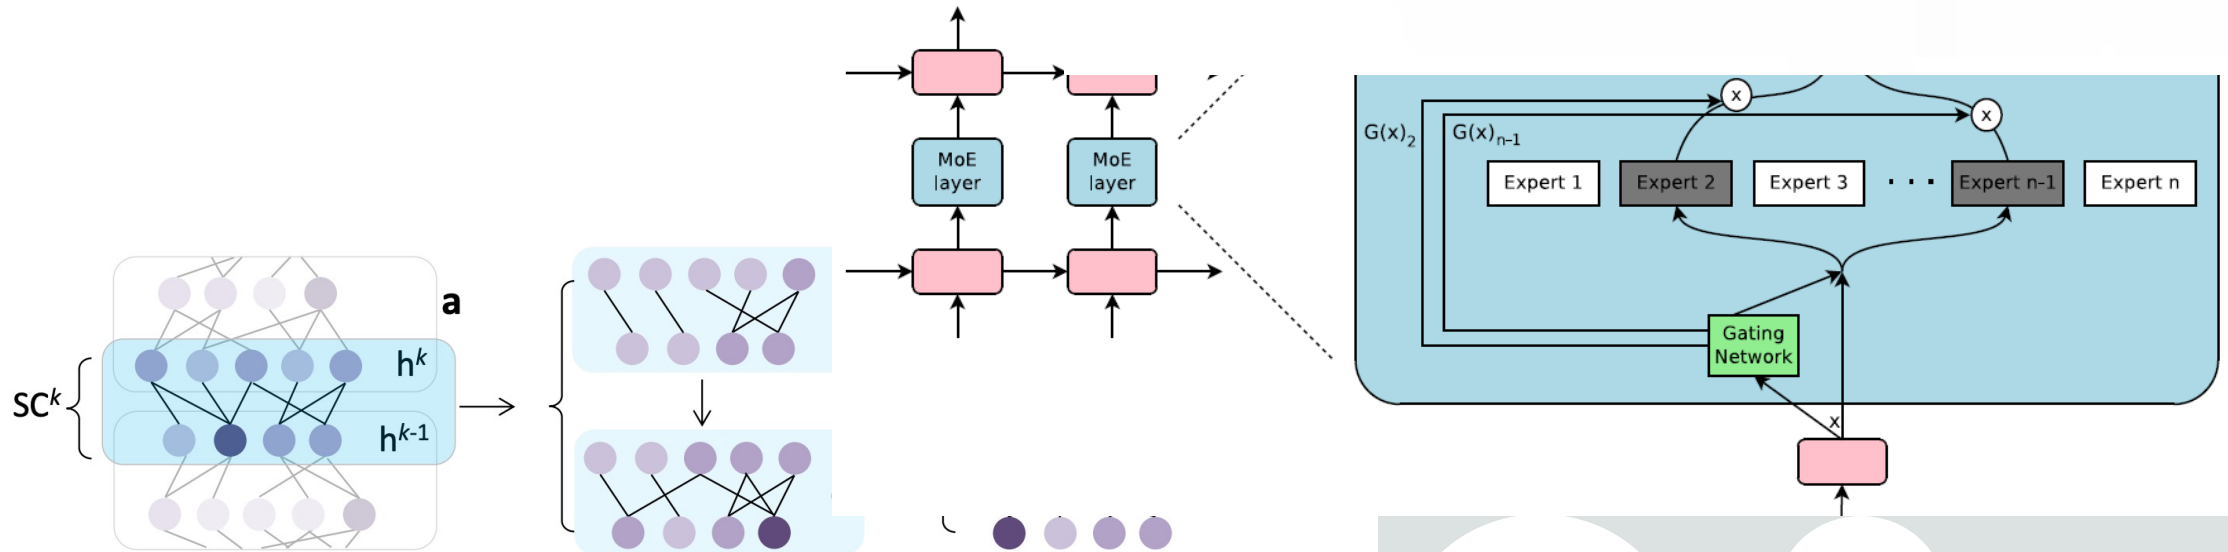 a
h^k
SC^k
h^k-1
MoE
layer
MoE
layer
x
x
G(x)_2
G(x)_n-1
Expert 1
Expert 2
Expert 3
· · ·
Expert n-1
Expert n
Gating
Network
x